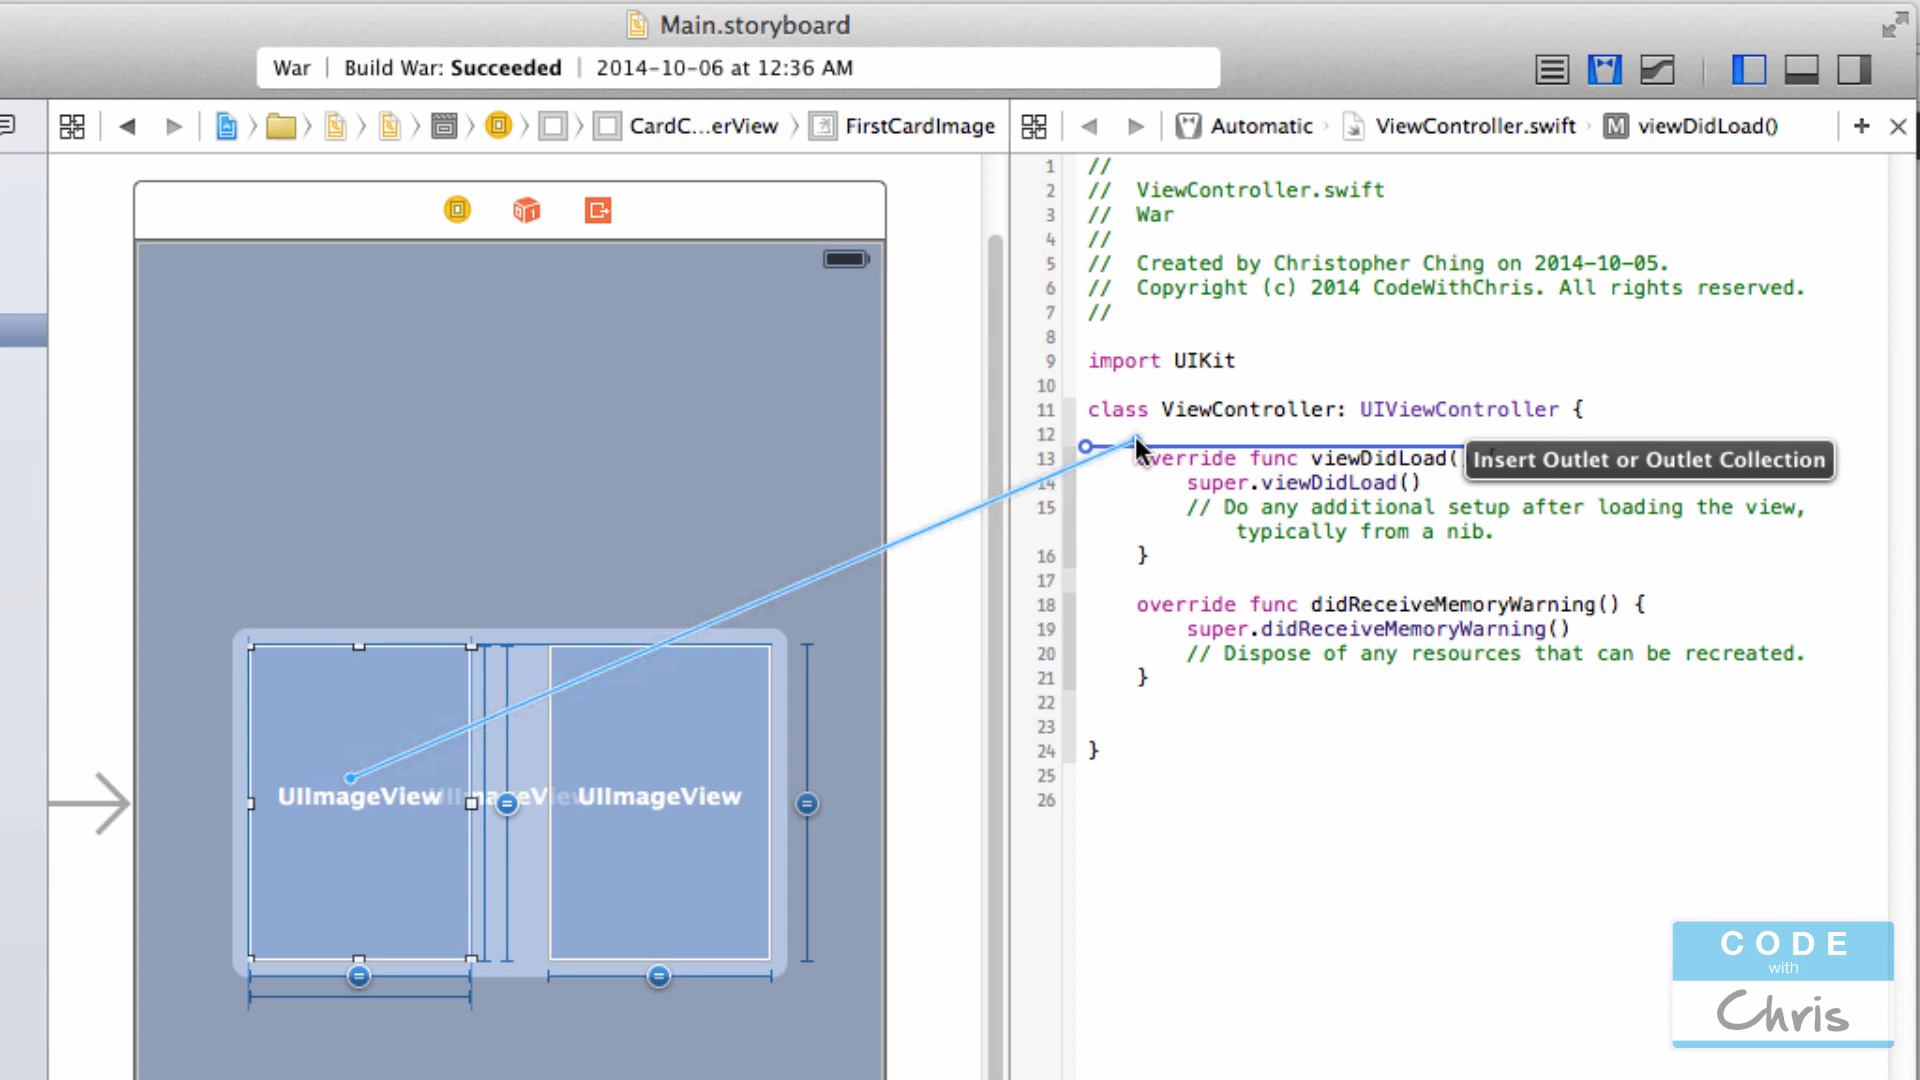 Main.storyboard
War | Build War: Succeeded | 2014-10-06 at 12:36 AM
CardC...erView FirstCardImage
Automatic ViewController.swift M viewDidLoad()
1 //
2 // ViewController.swift
3 // War
4 //
5 // Created by Christopher Ching on 2014-10-05.
6 // Copyright (c) 2014 CodeWithChris. All rights reserved.
7 //
8
9 import UIKit
10
11 class ViewController: UIViewController {
12
13 override func viewDidLoad(
Insert Outlet or Outlet Collection
14 super.viewDidLoad()
15 // Do any additional setup after loading the view,
typically from a nib.
16 }
17
18 override func didReceiveMemoryWarning() {
19 super.didReceiveMemoryWarning()
20 // Dispose of any resources that can be recreated.
21 }
22
23
24 }
25
26
UIImageView
UIImageView
CODE
with
Chris